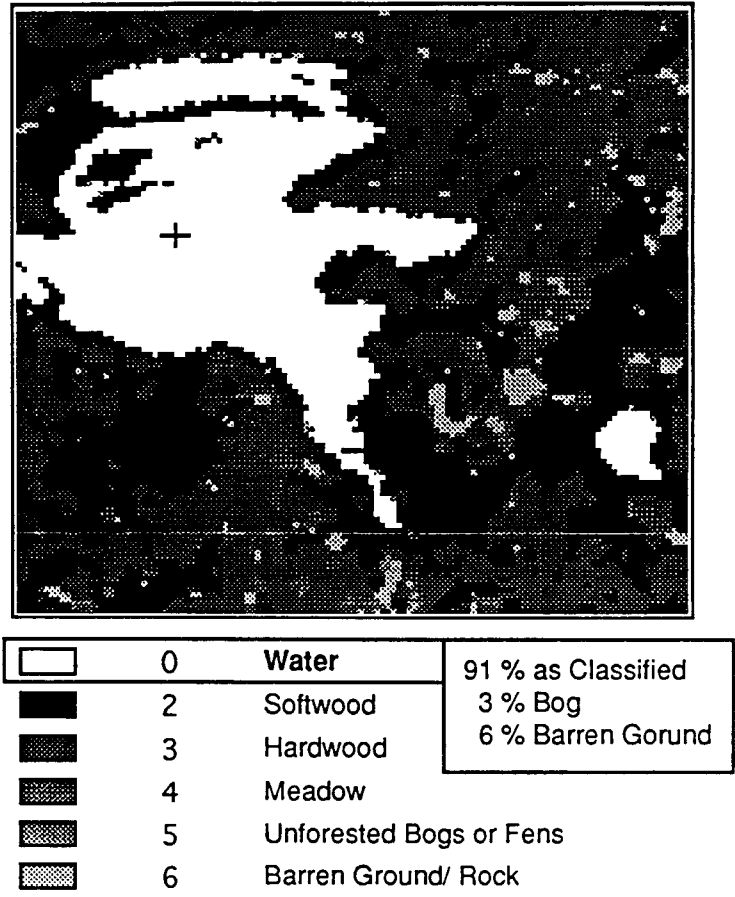 0 Water
91 % as Classified
3 % Bog
6 % Barren Gorund
2 Softwood
3 Hardwood
4 Meadow
5 Unforested Bogs or Fens
6 Barren Ground/ Rock